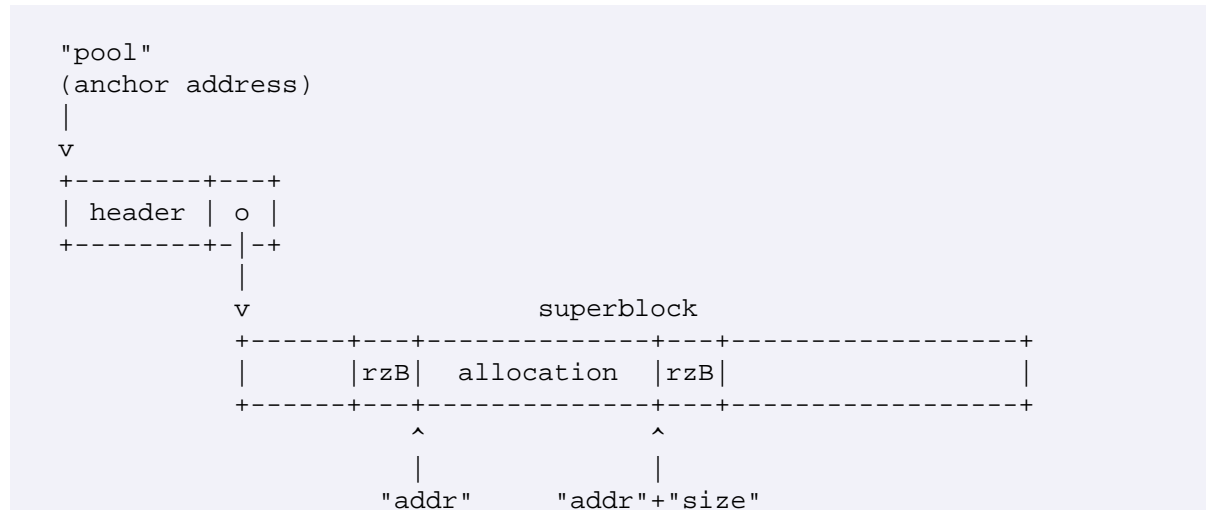 "pool"
(anchor address)
|
v
+--------+---+
| header | o |
+--------+-|-+
           |
           v                  superblock
           +------+---+--------------+---+------------------+
           |      |rzB|  allocation  |rzB|                  |
           +------+---+--------------+---+------------------+
                      ^              ^
                      |              |
                    "addr"     "addr"+"size"